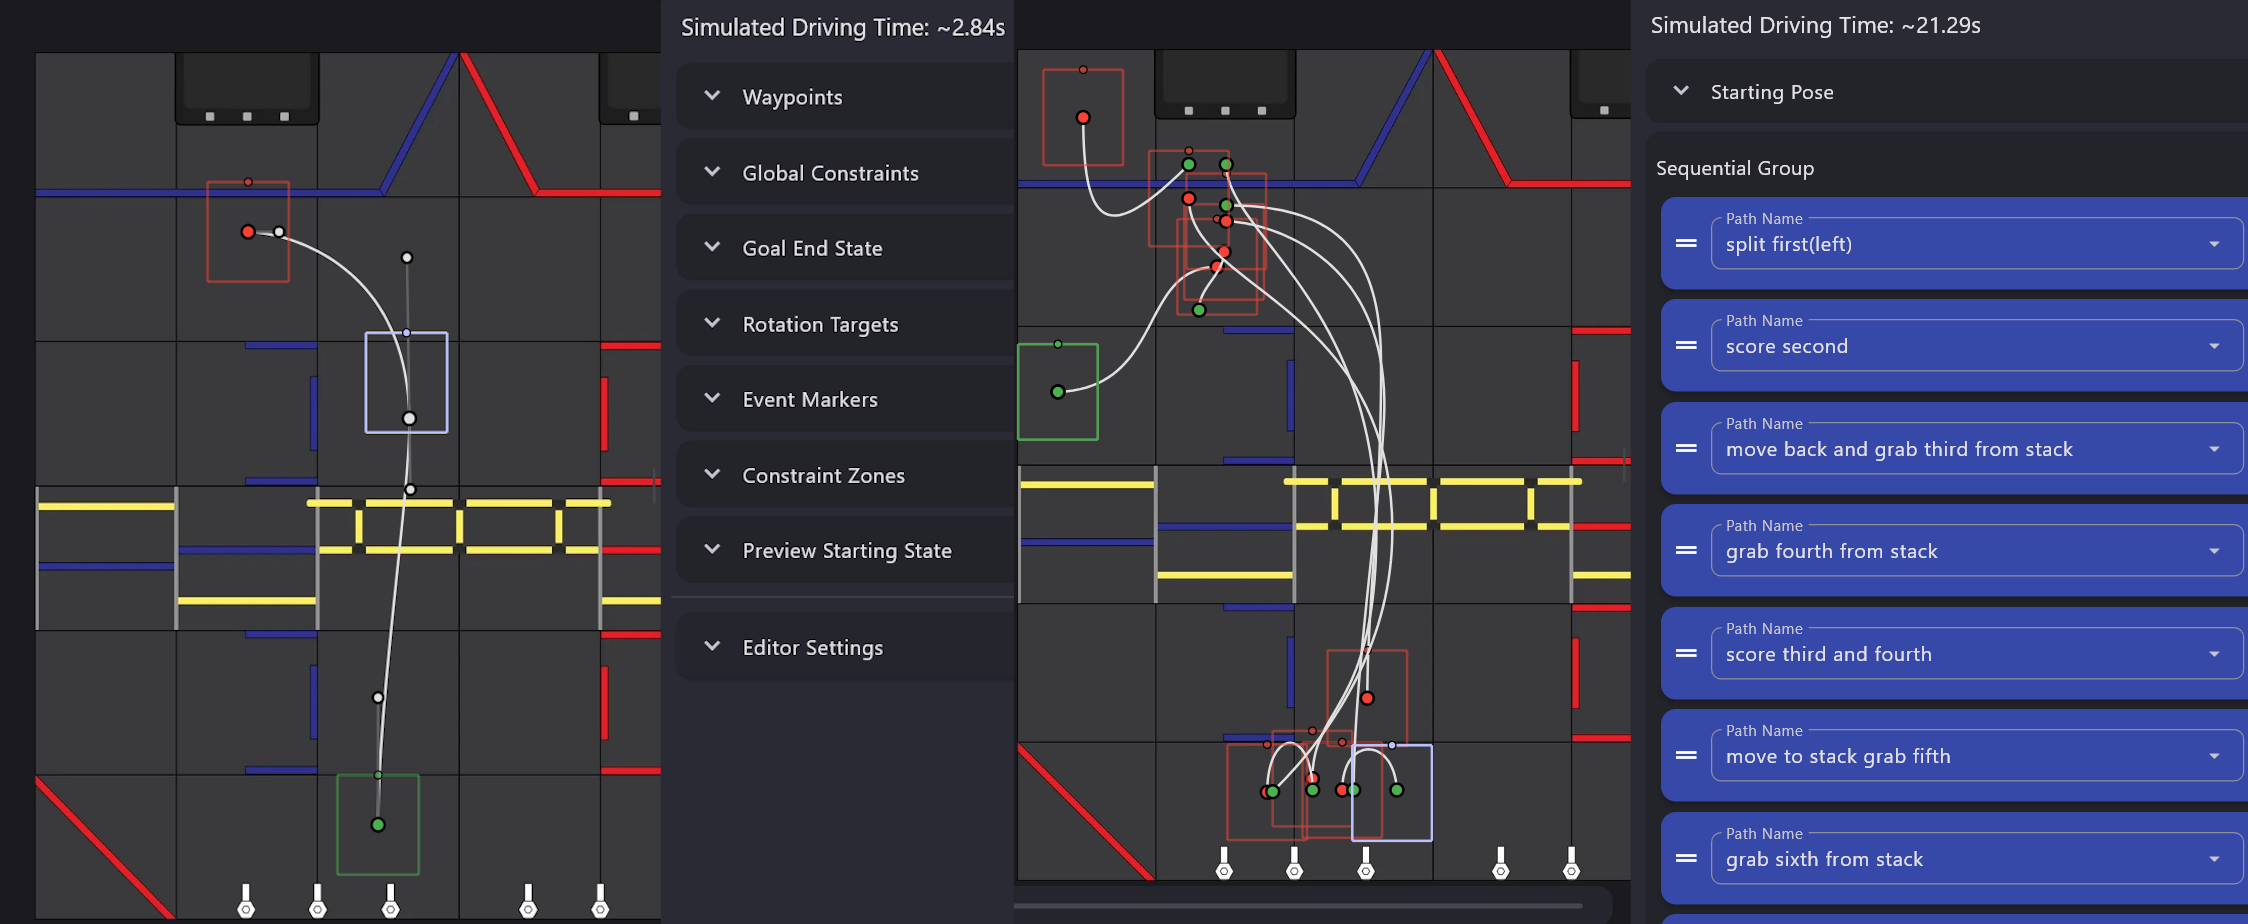 Simulated Driving Time: ~2.84s
Waypoints
Global Constraints
Goal End State
Rotation Targets
Event Markers
Constraint Zones
Preview Starting State
Editor Settings
Simulated Driving Time: ~21.29s
Starting Pose
Sequential Group
Path Name
split first(left)
Path Name
score second
Path Name
move back and grab third from stack
Path Name
grab fourth from stack
Path Name
score third and fourth
Path Name
move to stack grab fifth
Path Name
grab sixth from stack